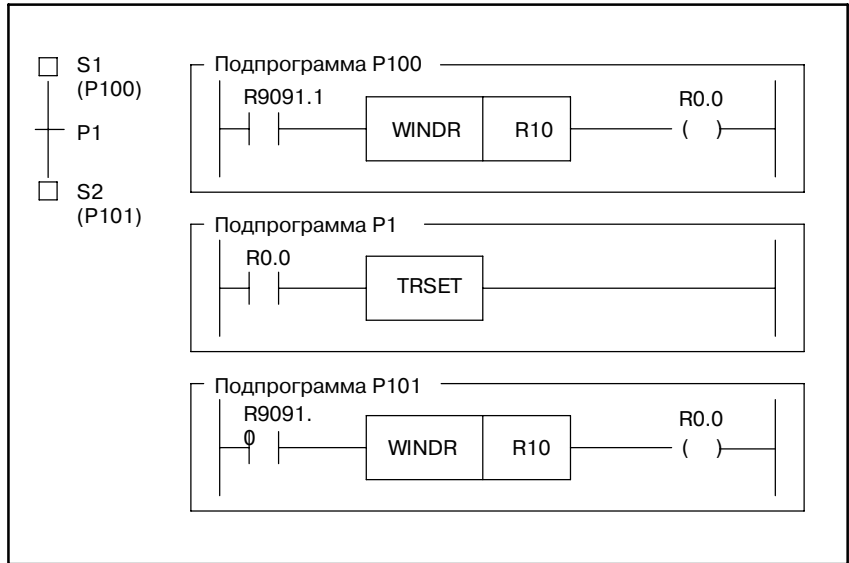 S1
(P100)
P1
S2
(P101)
Подпрограмма P100
R9091.1
WINDR R10
R0.0
( )
Подпрограмма P1
R0.0
TRSET
Подпрограмма P101
R9091.
0
WINDR R10
R0.0
( )